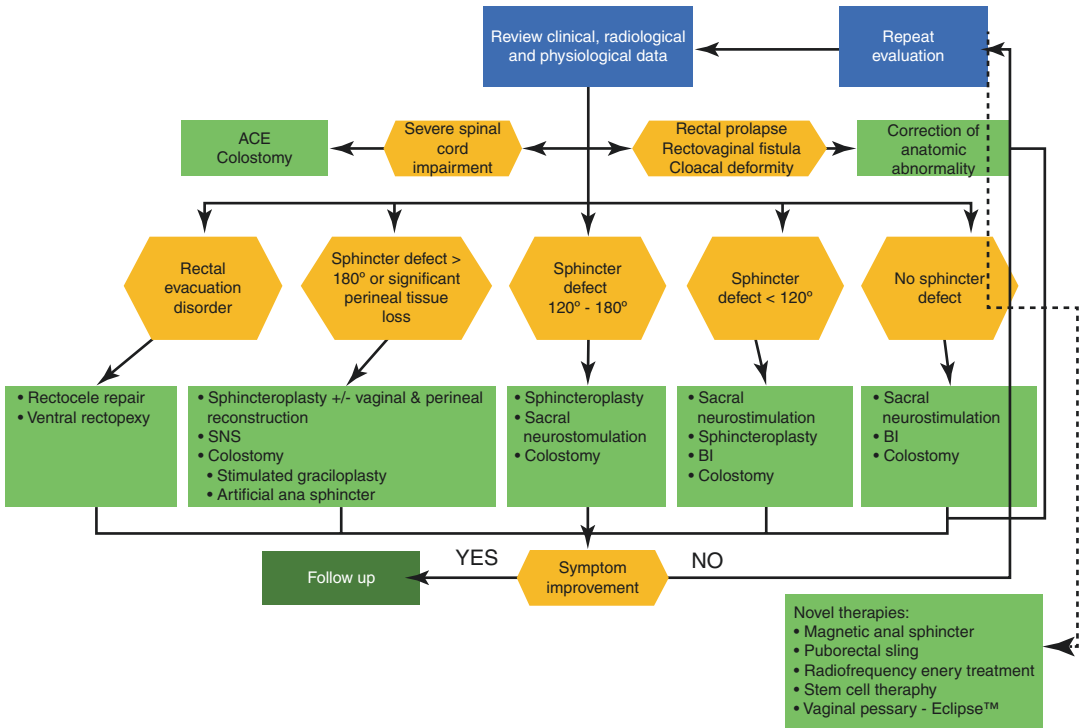 Review clinical, radiological
and physiological data
Repeat
evaluation
ACE
Colostomy
Severe spinal
cord
impairment
Rectal prolapse
Rectovaginal fistula
Cloacal deformity
Correction of
anatomic
abnormality
Rectal
evacuation
disorder
Sphincter defect >
180º or significant
perineal tissue
loss
Sphincter
defect
120º - 180º
Sphincter
defect < 120º
No sphincter
defect
• Rectocele repair
• Ventral rectopexy
• Sphincteroplasty +/- vaginal & perineal
reconstruction
• SNS
• Colostomy
• Stimulated graciloplasty
• Artificial ana sphincter
• Sphincteroplasty
• Sacral
neurostomulation
• Colostomy
• Sacral
neurostimulation
• Sphincteroplasty
• BI
• Colostomy
• Sacral
neurostimulation
• BI
• Colostomy
Follow up
YES
Symptom
improvement
NO
Novel therapies:
• Magnetic anal sphincter
• Puborectal sling
• Radiofrequency enery treatment
• Stem cell theraphy
• Vaginal pessary - Eclipse™